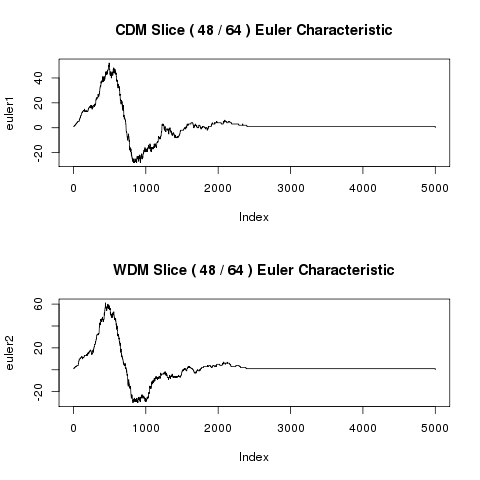 CDM Slice ( 48 / 64 ) Euler Characteristic
euler1
-20 0 20 40
0 1000 2000 3000 4000 5000
Index
WDM Slice ( 48 / 64 ) Euler Characteristic
euler2
-20 20 60
0 1000 2000 3000 4000 5000
Index